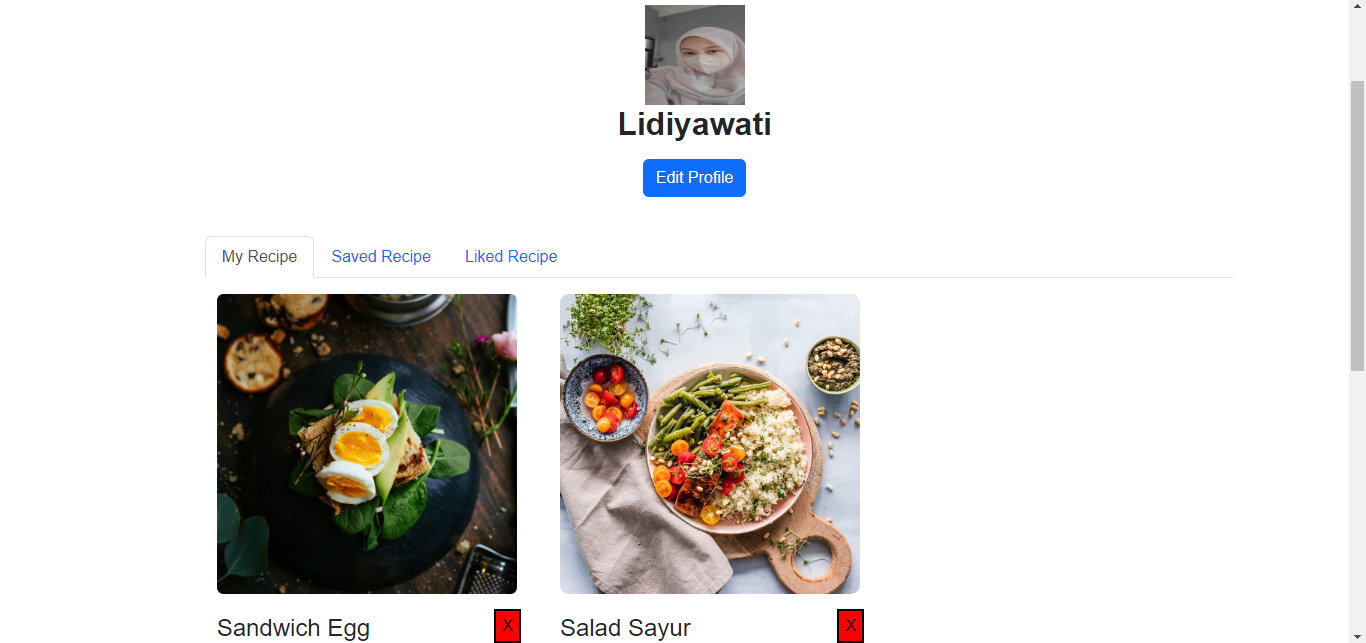 Lidiyawati
Edit Profile
My Recipe Saved Recipe Liked Recipe
Sandwich Egg X Salad Sayur X